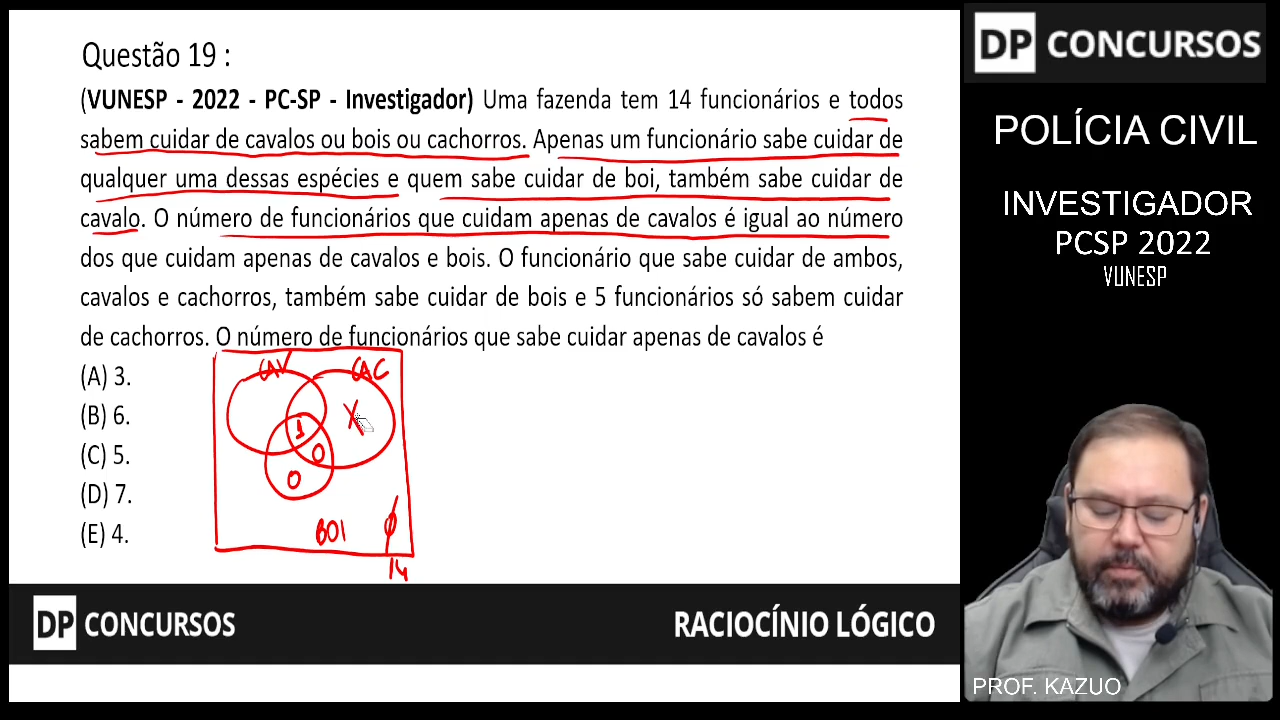 Questão 19 :
(VUNESP - 2022 - PC-SP - Investigador) Uma fazenda tem 14 funcionários e todos
sabem cuidar de cavalos ou bois ou cachorros. Apenas um funcionário sabe cuidar de
qualquer uma dessas espécies e quem sabe cuidar de boi, também sabe cuidar de
cavalo. O número de funcionários que cuidam apenas de cavalos é igual ao número
dos que cuidam apenas de cavalos e bois. O funcionário que sabe cuidar de ambos,
cavalos e cachorros, também sabe cuidar de bois e 5 funcionários só sabem cuidar
de cachorros. O número de funcionários que sabe cuidar apenas de cavalos é
(A) 3.
(B) 6.
(C) 5.
(D) 7.
(E) 4.
CAV
CAC
X
1
0
0
BOI
14
DP CONCURSOS
RACIOCÍNIO LÓGICO
DP CONCURSOS
POLÍCIA CIVIL
INVESTIGADOR
PCSP 2022
VUNESP
PROF. KAZUO